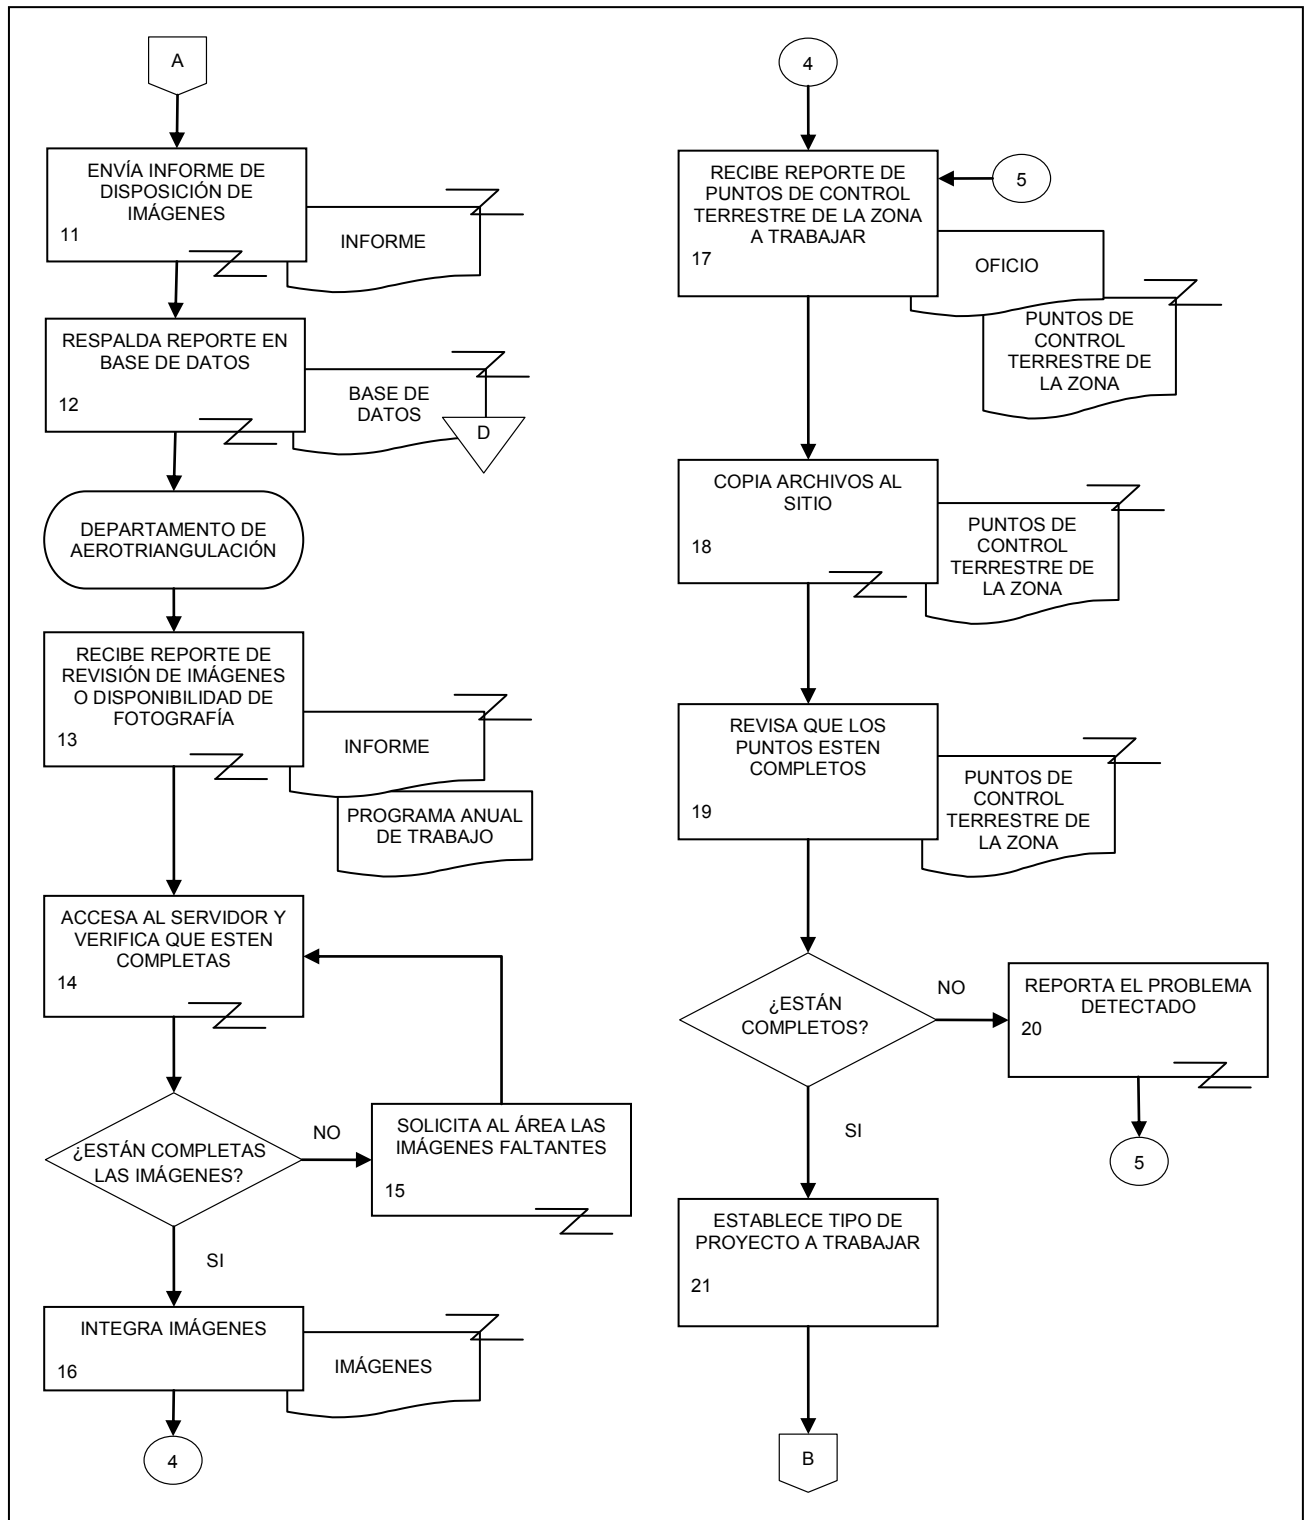 A
ENVÍA INFORME DE
DISPOSICIÓN DE
IMÁGENES
11
INFORME
RESPALDA REPORTE EN
BASE DE DATOS
12
BASE DE
DATOS
D
DEPARTAMENTO DE
AEROTRIANGULACIÓN
RECIBE REPORTE DE
REVISIÓN DE IMÁGENES
O DISPONIBILIDAD DE
FOTOGRAFÍA
13
INFORME
PROGRAMA ANUAL
DE TRABAJO
ACCESA AL SERVIDOR Y
VERIFICA QUE ESTEN
COMPLETAS
14
¿ESTÁN COMPLETAS
LAS IMÁGENES?
NO
SOLICITA AL ÁREA LAS
IMÁGENES FALTANTES
15
SI
INTEGRA IMÁGENES
16
IMÁGENES
4
4
RECIBE REPORTE DE
PUNTOS DE CONTROL
TERRESTRE DE LA ZONA
A TRABAJAR
17
5
OFICIO
PUNTOS DE
CONTROL
TERRESTRE DE
LA ZONA
COPIA ARCHIVOS AL
SITIO
18
PUNTOS DE
CONTROL
TERRESTRE DE
LA ZONA
REVISA QUE LOS
PUNTOS ESTEN
COMPLETOS
19
PUNTOS DE
CONTROL
TERRESTRE DE
LA ZONA
¿ESTÁN
COMPLETOS?
NO
REPORTA EL PROBLEMA
DETECTADO
20
5
SI
ESTABLECE TIPO DE
PROYECTO A TRABAJAR
21
B